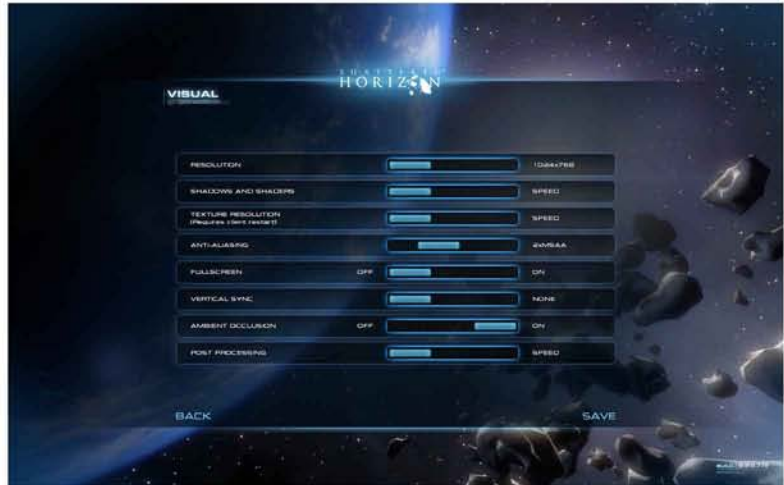 SHATTERED
HORIZON
VISUAL
RESOLUTION 1024x768
SHADOWS AND SHADERS SPEED
TEXTURE RESOLUTION SPEED
(Requires client restart)
ANTI-ALIASING 2xMSAA
FULLSCREEN OFF ON
VERTICAL SYNC NONE
AMBIENT OCCLUSION OFF ON
POST PROCESSING SPEED
BACK SAVE